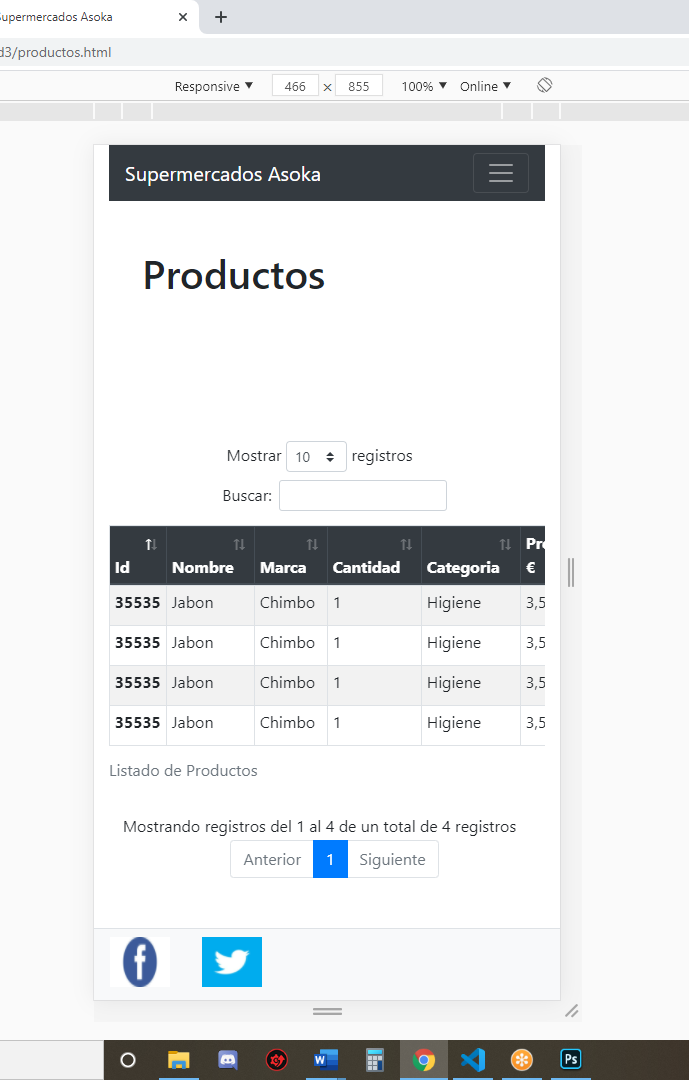 Supermercados Asoka
d3/productos.html
Responsive ▼ 466 × 855 100% ▼ Online ▼
Supermercados Asoka
Productos
Mostrar 10 registros
Buscar:
Id Nombre Marca Cantidad Categoria €
35535 Jabon Chimbo 1 Higiene 3,5
35535 Jabon Chimbo 1 Higiene 3,5
35535 Jabon Chimbo 1 Higiene 3,5
35535 Jabon Chimbo 1 Higiene 3,5
Listado de Productos
Mostrando registros del 1 al 4 de un total de 4 registros
Anterior 1 Siguiente
f
W
Ps